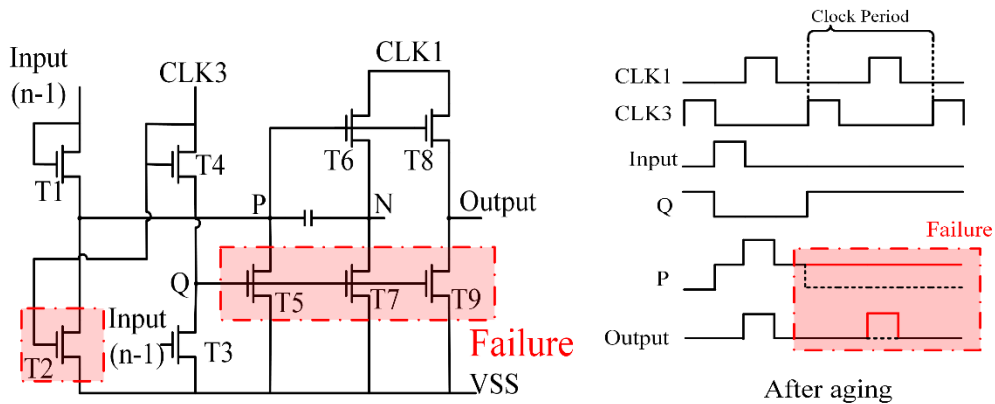 Input
(n-1)
CLK3
CLK1
T1
T4
T6
T8
P
N
Output
Q
T5
T7
T9
Input
(n-1)
T2
T3
Failure
VSS
Clock Period
CLK1
CLK3
Input
Q
Failure
P
Output
After aging